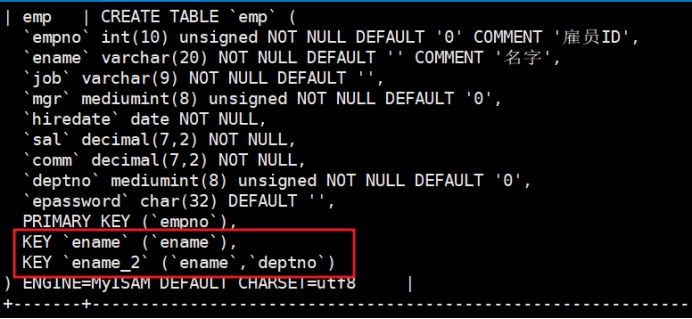 | emp   | CREATE TABLE `emp` (
  `empno` int(10) unsigned NOT NULL DEFAULT '0' COMMENT '雇员ID',
  `ename` varchar(20) NOT NULL DEFAULT '' COMMENT '名字',
  `job` varchar(9) NOT NULL DEFAULT '',
  `mgr` mediumint(8) unsigned NOT NULL DEFAULT '0',
  `hiredate` date NOT NULL,
  `sal` decimal(7,2) NOT NULL,
  `comm` decimal(7,2) NOT NULL,
  `deptno` mediumint(8) unsigned NOT NULL DEFAULT '0',
  `epassword` char(32) DEFAULT '',
  PRIMARY KEY (`empno`),
  KEY `ename` (`ename`),
  KEY `ename_2` (`ename`,`deptno`)
) ENGINE=MyISAM DEFAULT CHARSET=utf8     |
+-------+---------------------------------------------------------------